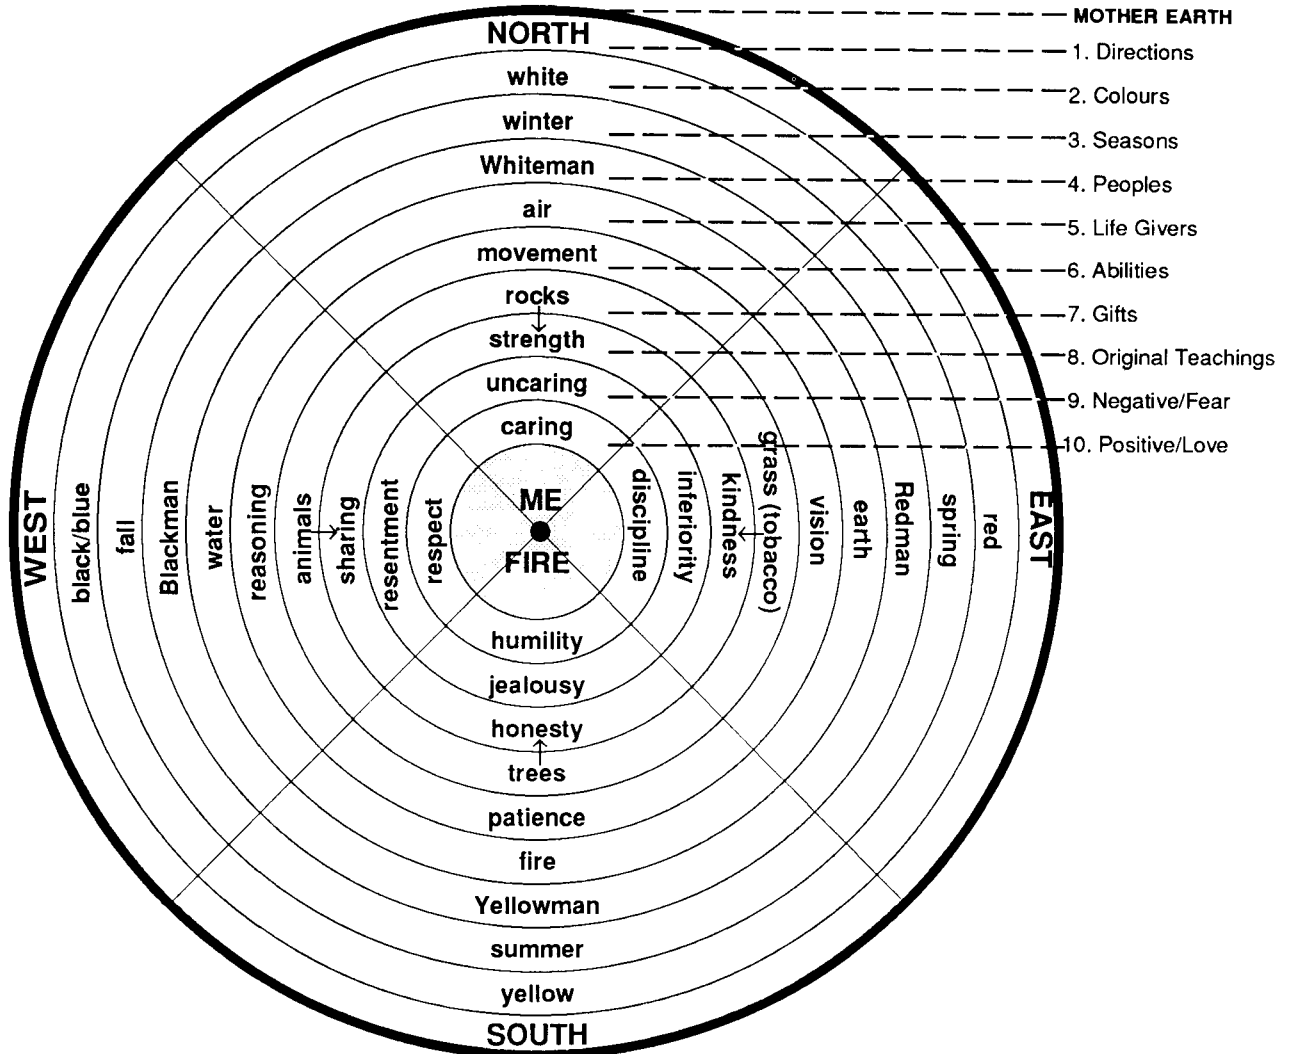 MOTHER EARTH
NORTH
1. Directions
white
2. Colours
winter
3. Seasons
Whiteman
4. Peoples
air
5. Life Givers
movement
6. Abilities
rocks
7. Gifts
strength
8. Original Teachings
uncaring
9. Negative/Fear
caring
10. Positive/Love
WEST
black/blue
fall
Blackman
water
reasoning
animals
sharing
resentment
respect
ME
FIRE
discipline
inferiority
kindness
grass (tobacco)
vision
earth
Redman
spring
red
EAST
humility
jealousy
honesty
trees
patience
fire
Yellowman
summer
yellow
SOUTH